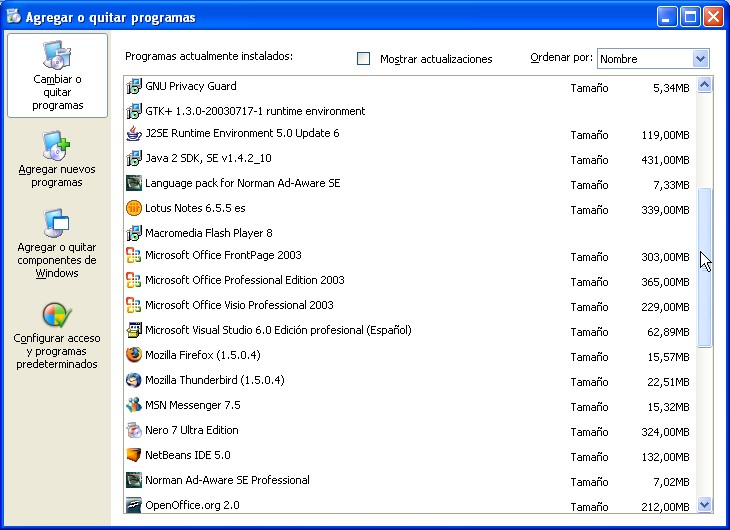 Agregar o quitar programas
Cambiar o
quitar
programas
Agregar nuevos
programas
Agregar o quitar
componentes de
Windows
Configurar acceso
y programas
predeterminados
Programas actualmente instalados:
Mostrar actualizaciones
Ordenar por: Nombre
GNU Privacy Guard Tamaño 5,34MB
GTK+ 1.3.0-20030717-1 runtime environment
J2SE Runtime Environment 5.0 Update 6 Tamaño 119,00MB
Java 2 SDK, SE v1.4.2_10 Tamaño 431,00MB
Language pack for Norman Ad-Aware SE Tamaño 7,33MB
Lotus Notes 6.5.5 es Tamaño 339,00MB
Macromedia Flash Player 8
Microsoft Office FrontPage 2003 Tamaño 303,00MB
Microsoft Office Professional Edition 2003 Tamaño 365,00MB
Microsoft Office Visio Professional 2003 Tamaño 229,00MB
Microsoft Visual Studio 6.0 Edición profesional (Español) Tamaño 62,89MB
Mozilla Firefox (1.5.0.4) Tamaño 15,57MB
Mozilla Thunderbird (1.5.0.4) Tamaño 22,51MB
MSN Messenger 7.5 Tamaño 15,32MB
Nero 7 Ultra Edition Tamaño 324,00MB
NetBeans IDE 5.0 Tamaño 132,00MB
Norman Ad-Aware SE Professional Tamaño 7,02MB
OpenOffice.org 2.0 Tamaño 212,00MB